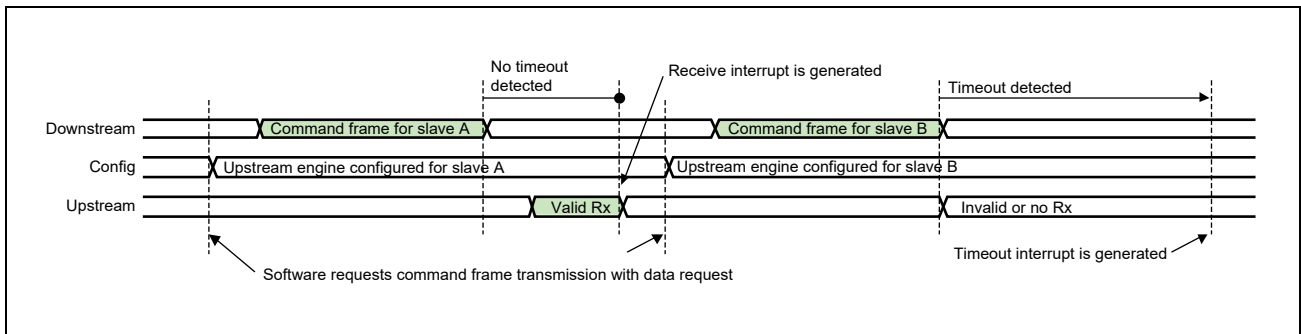 No timeout
detected
Receive interrupt is generated
Timeout detected
Downstream
Command frame for slave A
Command frame for slave B
Config
Upstream engine configured for slave A
Upstream engine configured for slave B
Upstream
Valid Rx
Invalid or no Rx
Timeout interrupt is generated
Software requests command frame transmission with data request